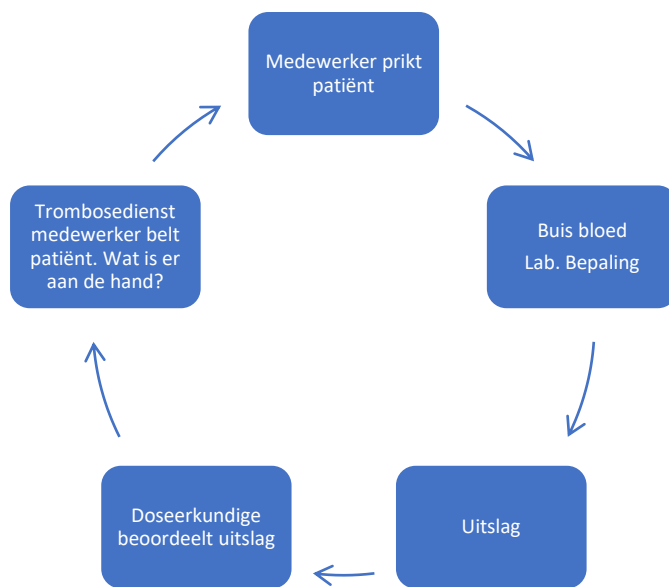 Medewerker prikt
patiënt
Buis bloed
Lab. Bepaling
Uitslag
Doseerkundige
beoordeelt uitslag
Trombosedienst
medewerker belt
patiënt. Wat is er
aan de hand?